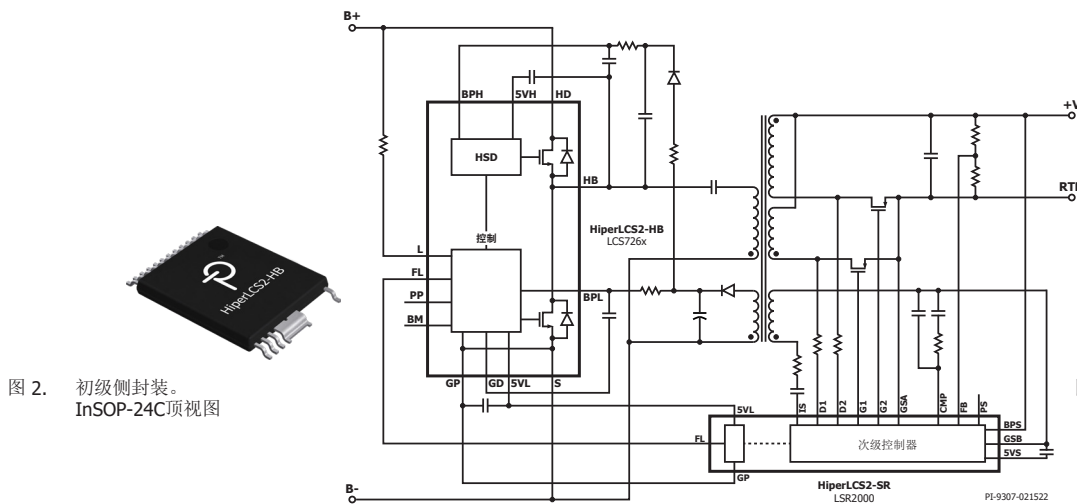 B+
BPH 5VH HD
+V
HSD
HB
RT
控制
HiperLCS2-HB
LCS726x
L
FL
BPL
PP
BM
HiperLCS2-HB
GP GD 5VL S
图 2. 初级侧封装。
InSOP-24C顶视图
5VL IS D1 D2 G1 G2 GSA CMP FB PS
BPS
FL
次级控制器
GSB
5VS
GP
HiperLCS2-SR
LSR2000
B-
PI-9307-021522